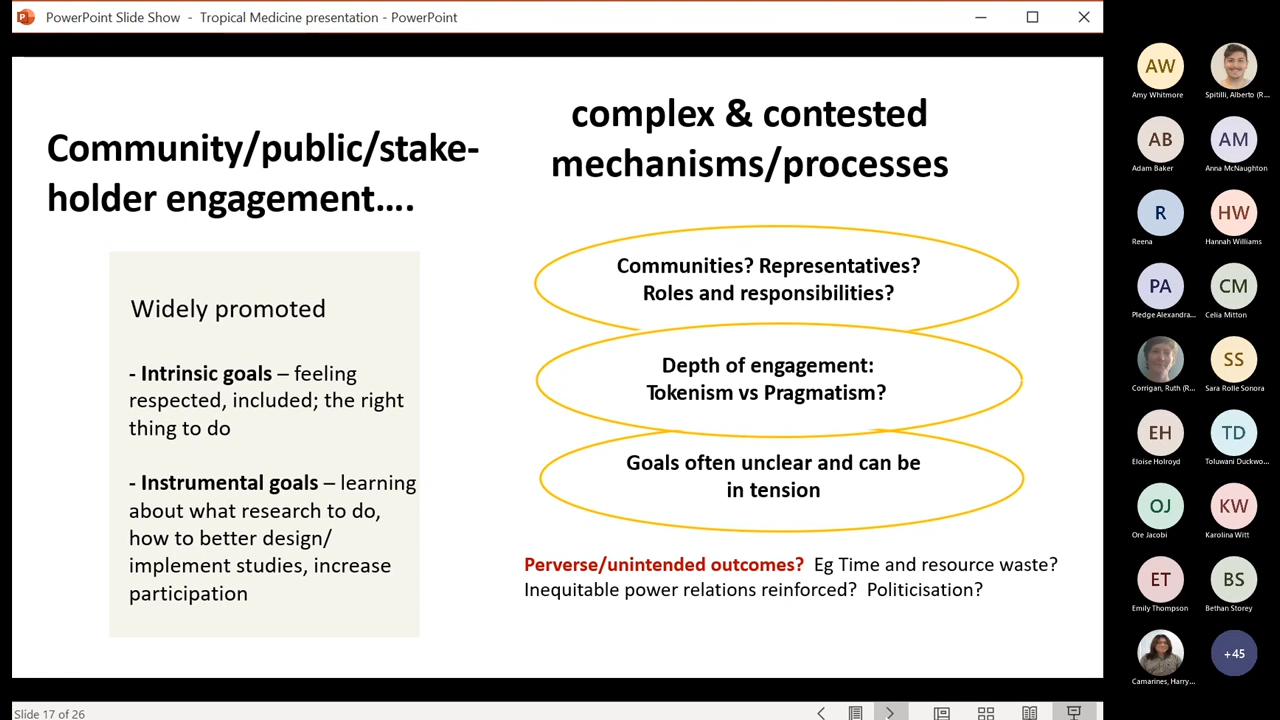 PowerPoint Slide Show - Tropical Medicine presentation - PowerPoint
Community/public/stake-
holder engagement....
complex & contested
mechanisms/processes
Widely promoted
- Intrinsic goals – feeling
respected, included; the right
thing to do
- Instrumental goals – learning
about what research to do,
how to better design/
implement studies, increase
participation
Communities? Representatives?
Roles and responsibilities?
Depth of engagement:
Tokenism vs Pragmatism?
Goals often unclear and can be
in tension
Perverse/unintended outcomes? Eg Time and resource waste?
Inequitable power relations reinforced? Politicisation?
Slide 17 of 26
AW
Amy Whitmore
Spitilli, Alberto (R...
AB
Adam Baker
AM
Anna McNaughton
R
Reena
HW
Hannah Williams
PA
Pledge Alexandra...
CM
Celia Mitton
Corrigan, Ruth (R...
SS
Sara Rolle Sonora
EH
Eloise Holroyd
TD
Toluwani Duckwo...
OJ
Ore Jacobi
KW
Karolina Witt
ET
Emily Thompson
BS
Bethan Storey
Camarines, Harry...
+45